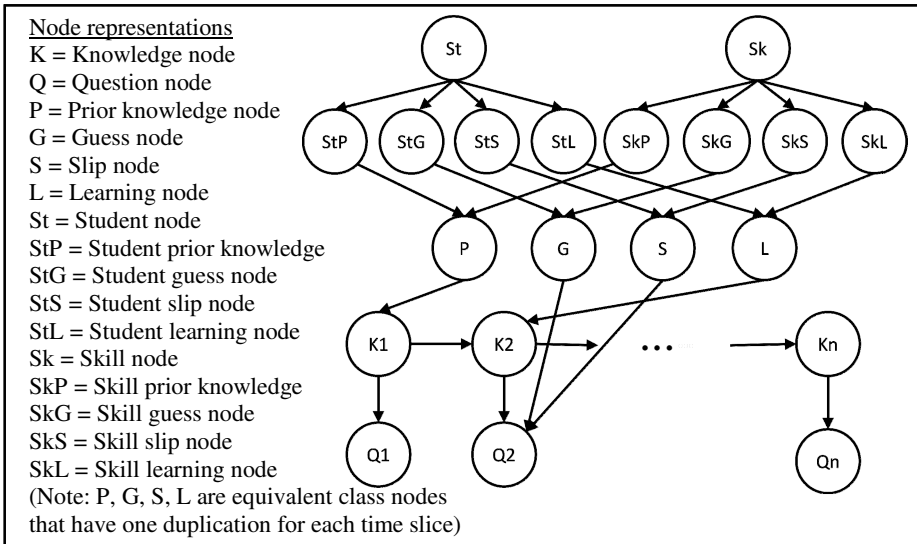 Node representations
K = Knowledge node
Q = Question node
P = Prior knowledge node
G = Guess node
S = Slip node
L = Learning node
St = Student node
StP = Student prior knowledge
StG = Student guess node
StS = Student slip node
StL = Student learning node
Sk = Skill node
SkP = Skill prior knowledge
SkG = Skill guess node
SkS = Skill slip node
SkL = Skill learning node
(Note: P, G, S, L are equivalent class nodes
that have one duplication for each time slice)
St Sk
StP StG StS StL SkP SkG SkS SkL
P G S L
K1 K2 ... Kn
Q1 Q2 Qn